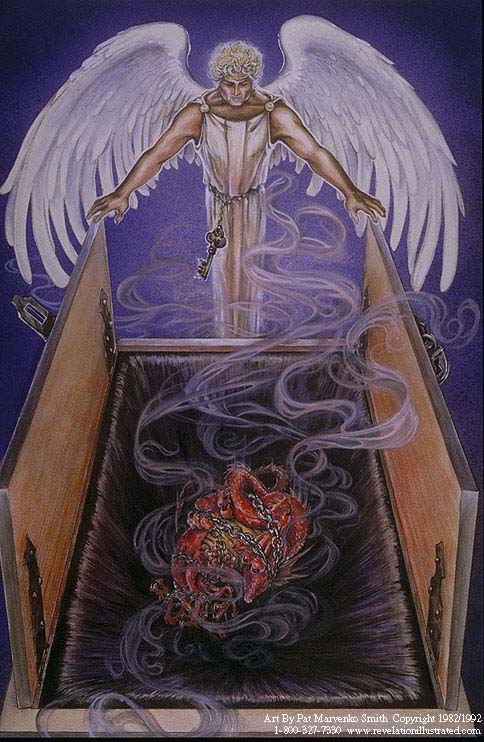 Art By Pat Marvenko Smith Copyright 1982/1992
1-800-327-7330 www.revelationillustrated.com